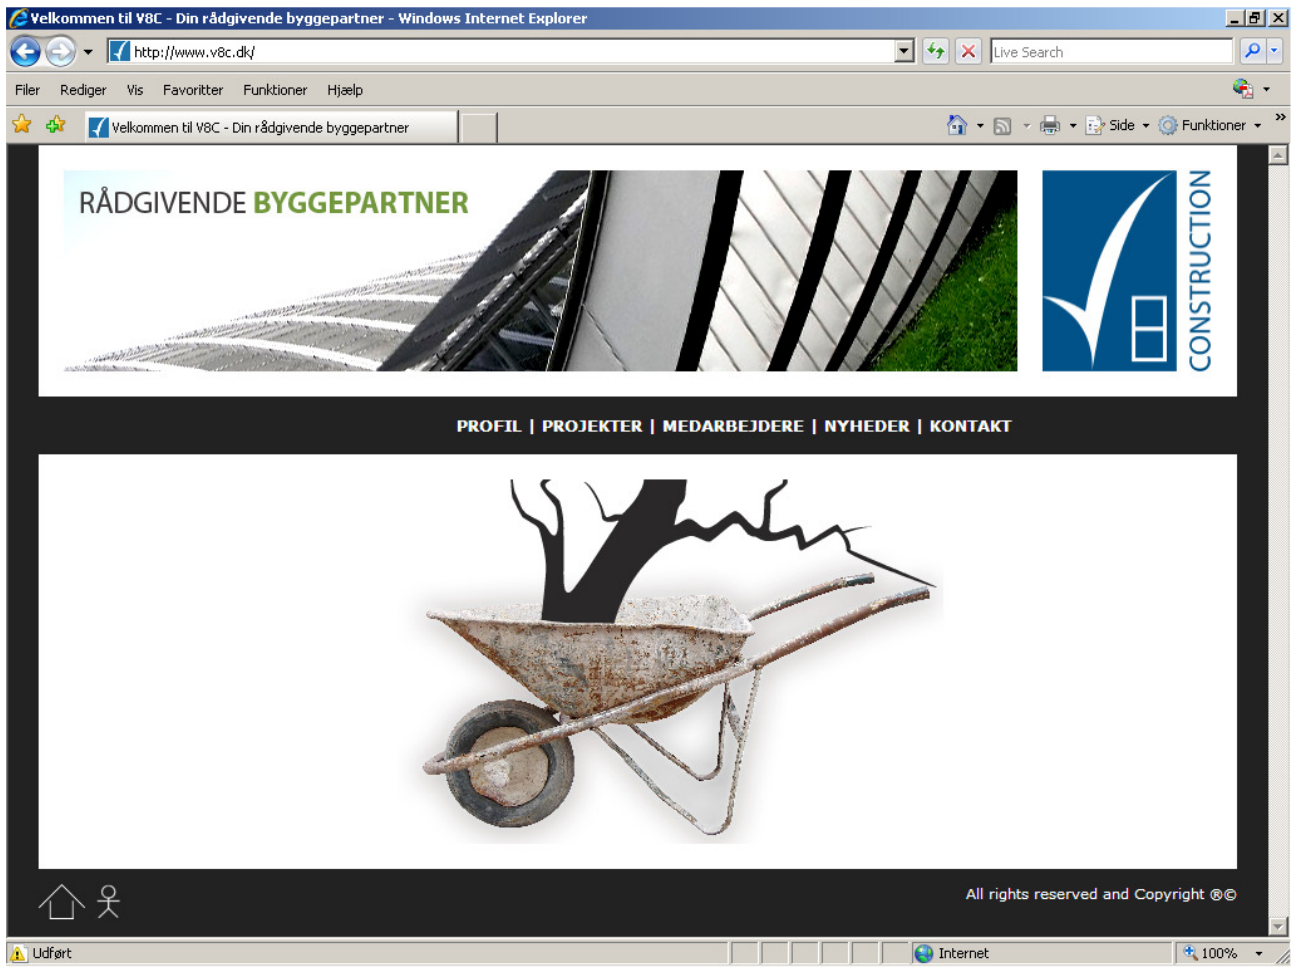 Velkommen til V8C - Din rådgivende byggepartner - Windows Internet Explorer
http://www.v8c.dk/
Live Search
Filer Rediger Vis Favoritter Funktioner Hjælp
Velkommen til V8C - Din rådgivende byggepartner
Side Funktioner »
RÅDGIVENDE BYGGEPARTNER
CONSTRUCTION
PROFIL | PROJEKTER | MEDARBEJDERE | NYHEDER | KONTAKT
All rights reserved and Copyright ®©
Udført Internet 100%